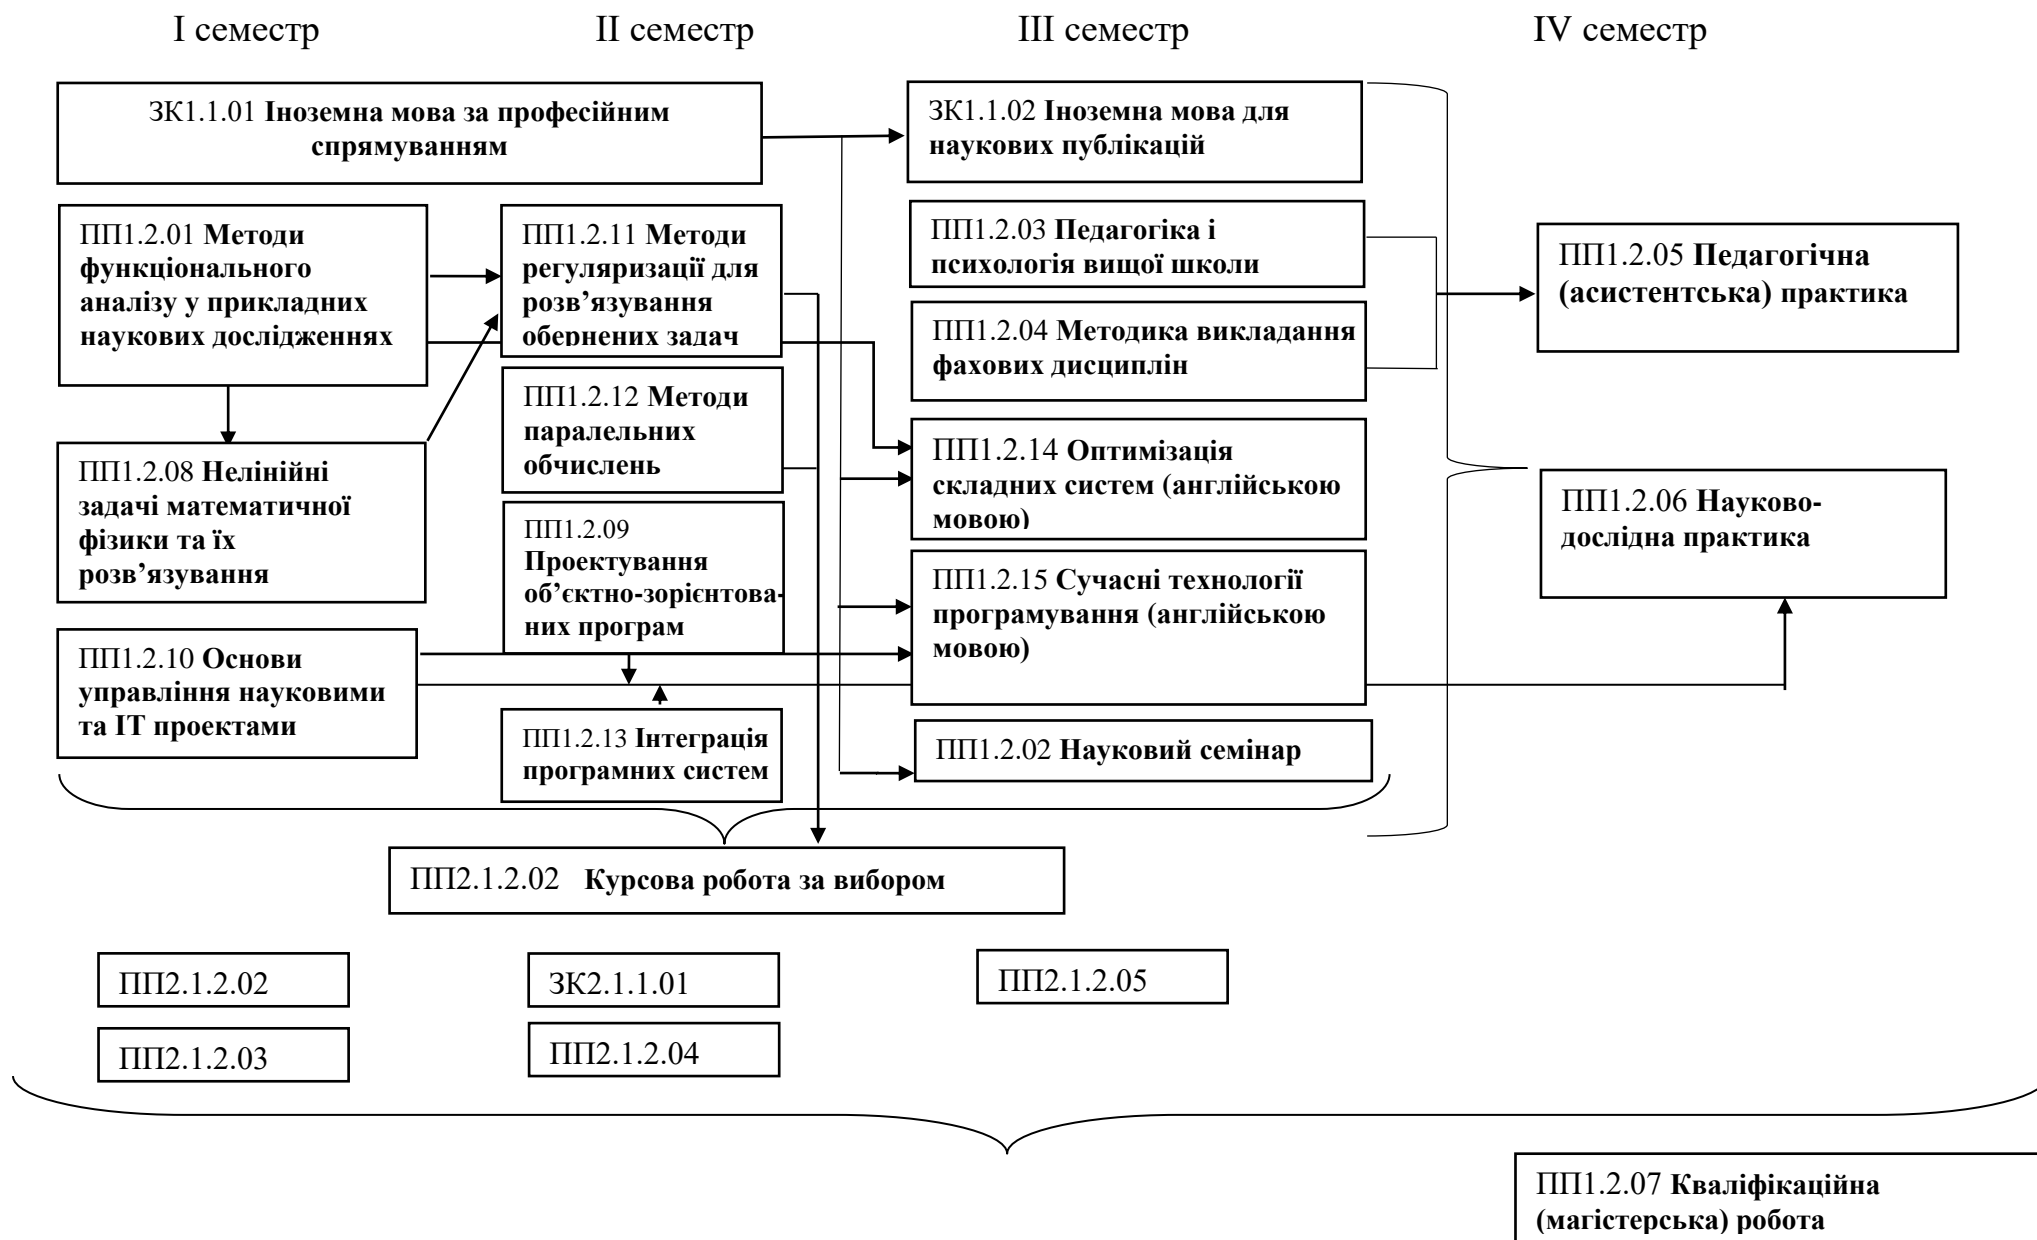 I семестр
II семестр
III семестр
IV семестр
ЗК1.1.01 Іноземна мова за професійним
спрямуванням
ЗК1.1.02 Іноземна мова для
наукових публікацій
ПП1.2.01 Методи
функціонального
аналізу у прикладних
наукових дослідженнях
ПП1.2.11 Методи
регуляризації для
розв’язування
обернених задач
ПП1.2.03 Педагогіка і
психологія вищої школи
ПП1.2.05 Педагогічна
(асистентська) практика
ПП1.2.04 Методика викладання
фахових дисциплін
ПП1.2.12 Методи
паралельних
обчислень
ПП1.2.08 Нелінійні
задачі математичної
фізики та їх
розв’язування
ПП1.2.14 Оптимізація
складних систем (англійською
мовою)
ПП1.2.06 Науково-
дослідна практика
ПП1.2.09
Проектування
об’єктно-зорієнтова-
них програм
ПП1.2.15 Сучасні технології
програмування (англійською
мовою)
ПП1.2.10 Основи
управління науковими
та ІТ проектами
ПП1.2.13 Інтеграція
програмних систем
ПП1.2.02 Науковий семінар
ПП2.1.2.02 Курсова робота за вибором
ПП2.1.2.02
ЗК2.1.1.01
ПП2.1.2.05
ПП2.1.2.03
ПП2.1.2.04
ПП1.2.07 Кваліфікаційна
(магістерська) робота